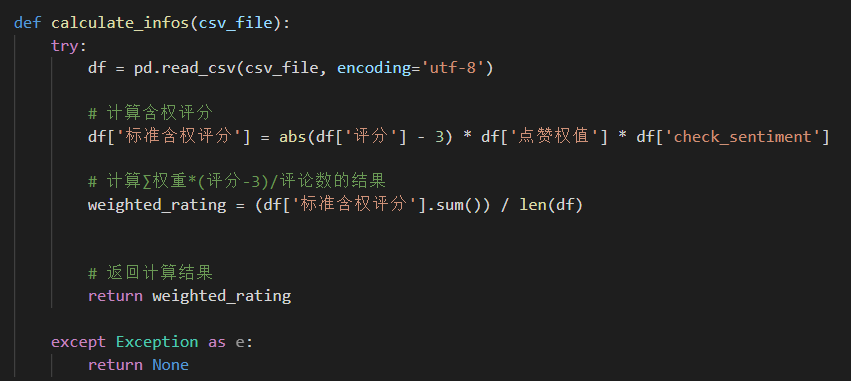 def calculate_infos(csv_file):
    try:
        df = pd.read_csv(csv_file, encoding='utf-8')
        # 计算含权评分
        df['标准含权评分'] = abs(df['评分'] - 3) * df['点赞权值'] * df['check_sentiment']
        # 计算∑权重*(评分-3)/评论数的结果
        weighted_rating = (df['标准含权评分'].sum()) / len(df)
        # 返回计算结果
        return weighted_rating
    except Exception as e:
        return None